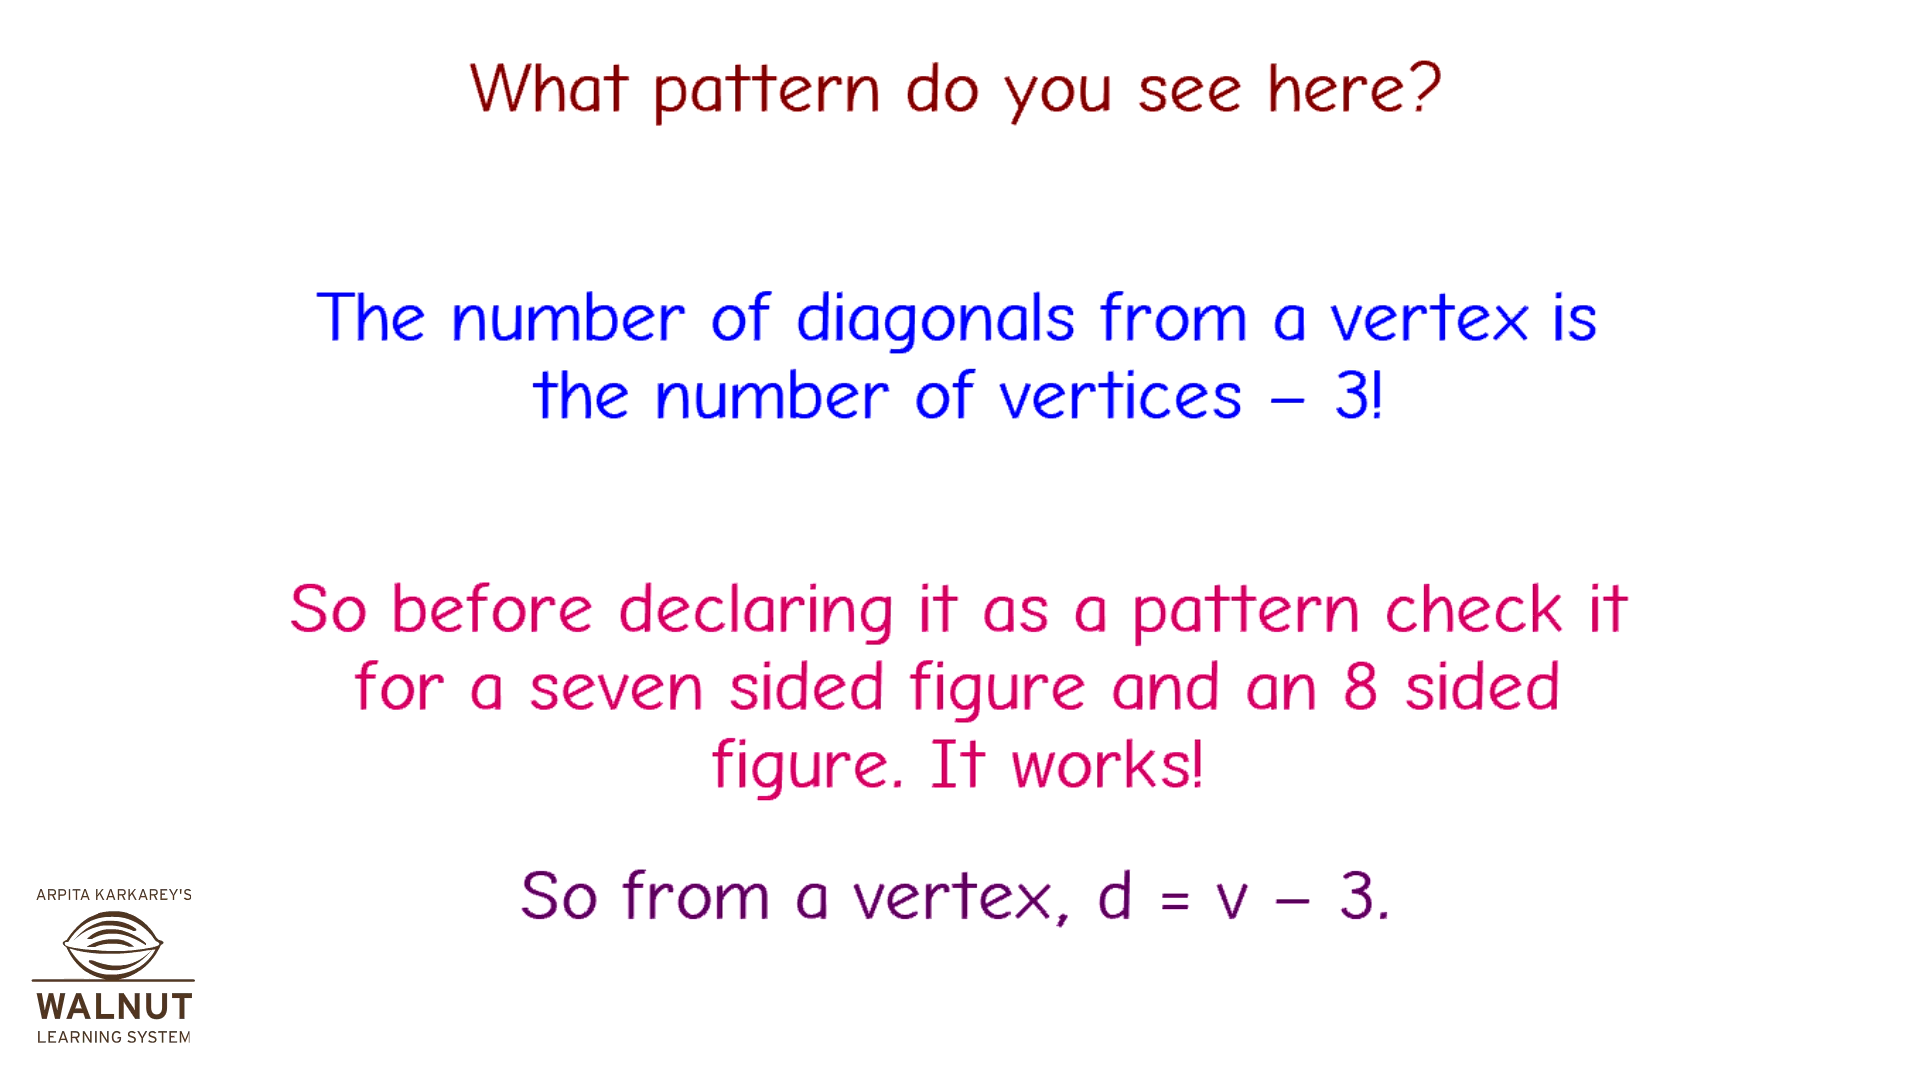 What pattern do you see here?
The number of diagonals from a vertex is
the number of vertices – 3!
So before declaring it as a pattern check it
for a seven sided figure and an 8 sided
figure. It works!
So from a vertex, d = v – 3.
ARPITA KARKAREY'S
WALNUT
LEARNING SYSTEM